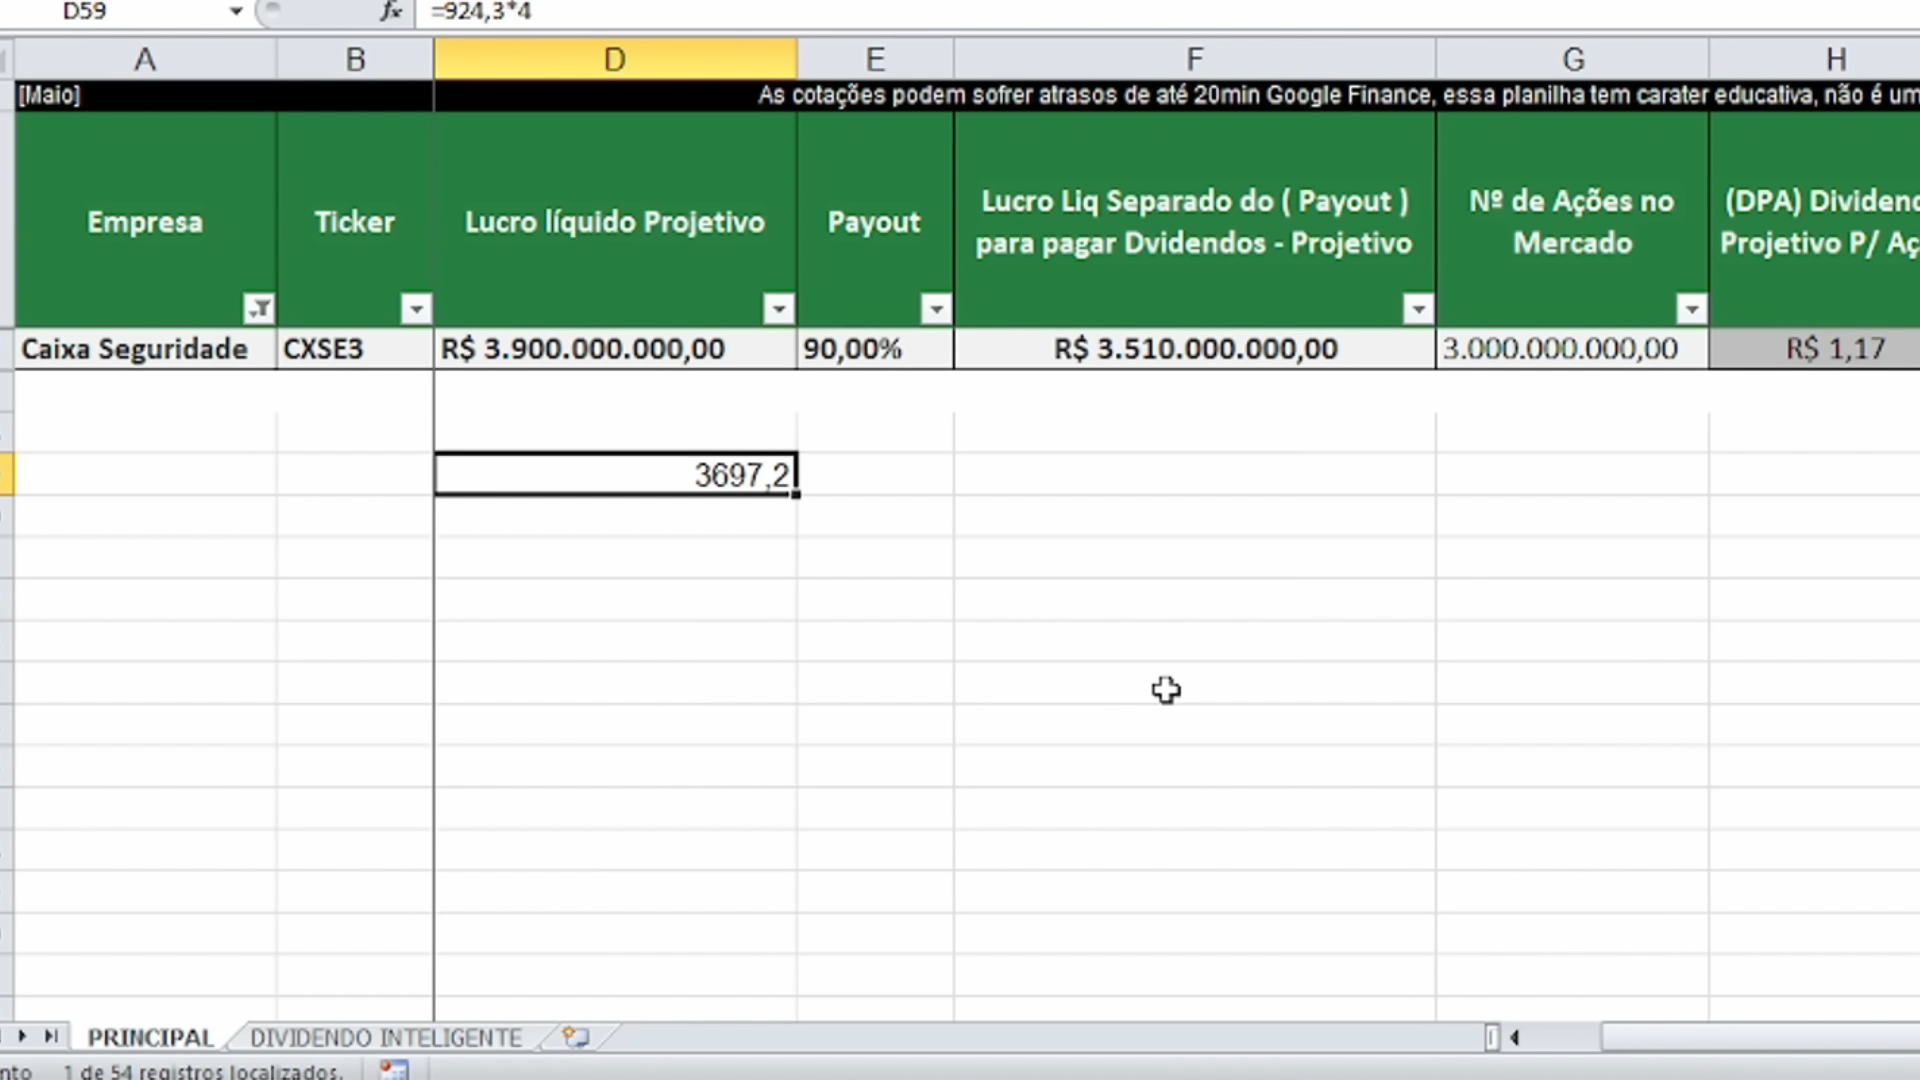 D59 fx =924,3*4
A B D E F G H
[Maio] As cotações podem sofrer atrasos de até 20min Google Finance, essa planilha tem carater educativa, não é um
Empresa
Ticker
Lucro líquido Projetivo
Payout
Lucro Liq Separado do ( Payout )
para pagar Dvidendos - Projetivo
Nº de Ações no
Mercado
(DPA) Dividend
Projetivo P/ Aç
Caixa Seguridade CXSE3 R$ 3.900.000.000,00 90,00% R$ 3.510.000.000,00 3.000.000.000,00 R$ 1,17
3697,2
PRINCIPAL DIVIDENDO INTELIGENTE
nto 1 de 54 registros localizados.